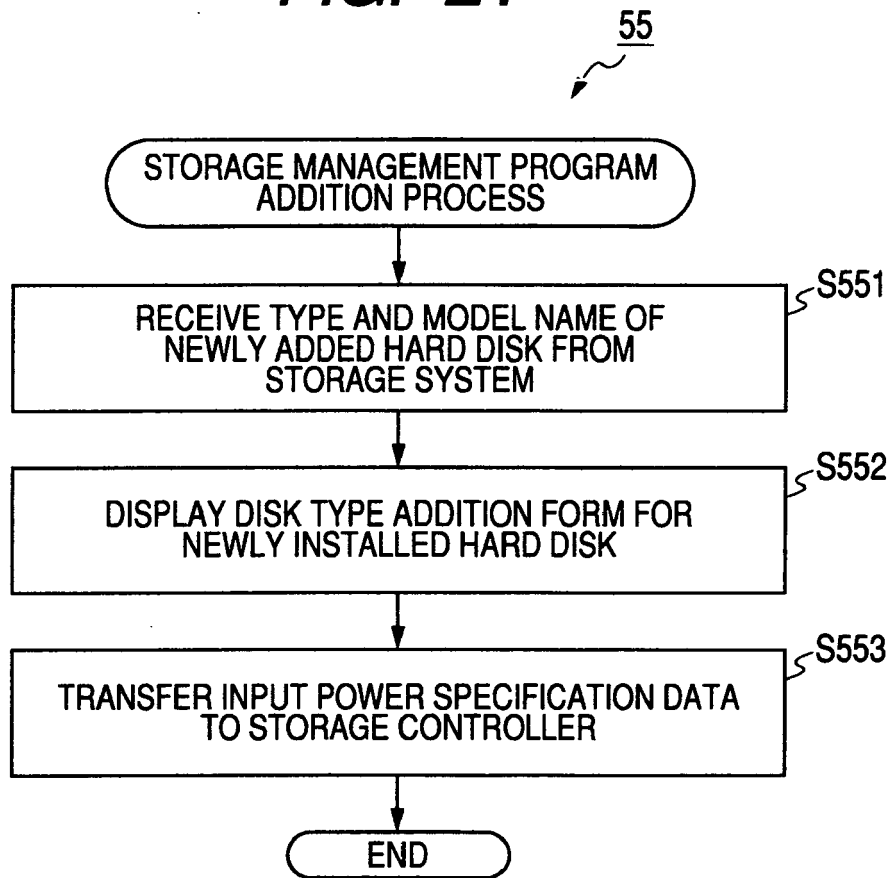 55
STORAGE MANAGEMENT PROGRAM
ADDITION PROCESS
S551
RECEIVE TYPE AND MODEL NAME OF
NEWLY ADDED HARD DISK FROM
STORAGE SYSTEM
S552
DISPLAY DISK TYPE ADDITION FORM FOR
NEWLY INSTALLED HARD DISK
S553
TRANSFER INPUT POWER SPECIFICATION DATA
TO STORAGE CONTROLLER
END